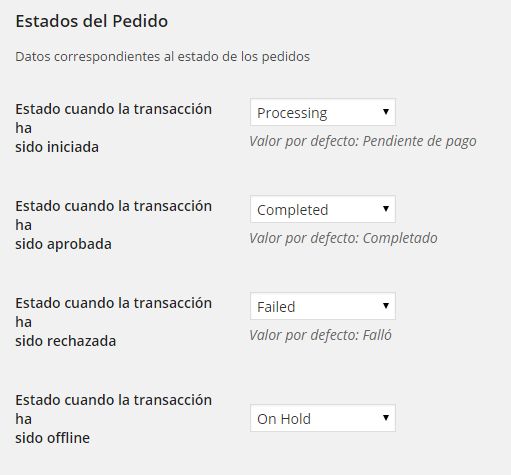 Estados del Pedido
Datos correspondientes al estado de los pedidos
Estado cuando la transacción
ha
sido iniciada
Processing
Valor por defecto: Pendiente de pago
Estado cuando la transacción
ha
sido aprobada
Completed
Valor por defecto: Completado
Estado cuando la transacción
ha
sido rechazada
Failed
Valor por defecto: Falló
Estado cuando la transacción
ha
sido offline
On Hold